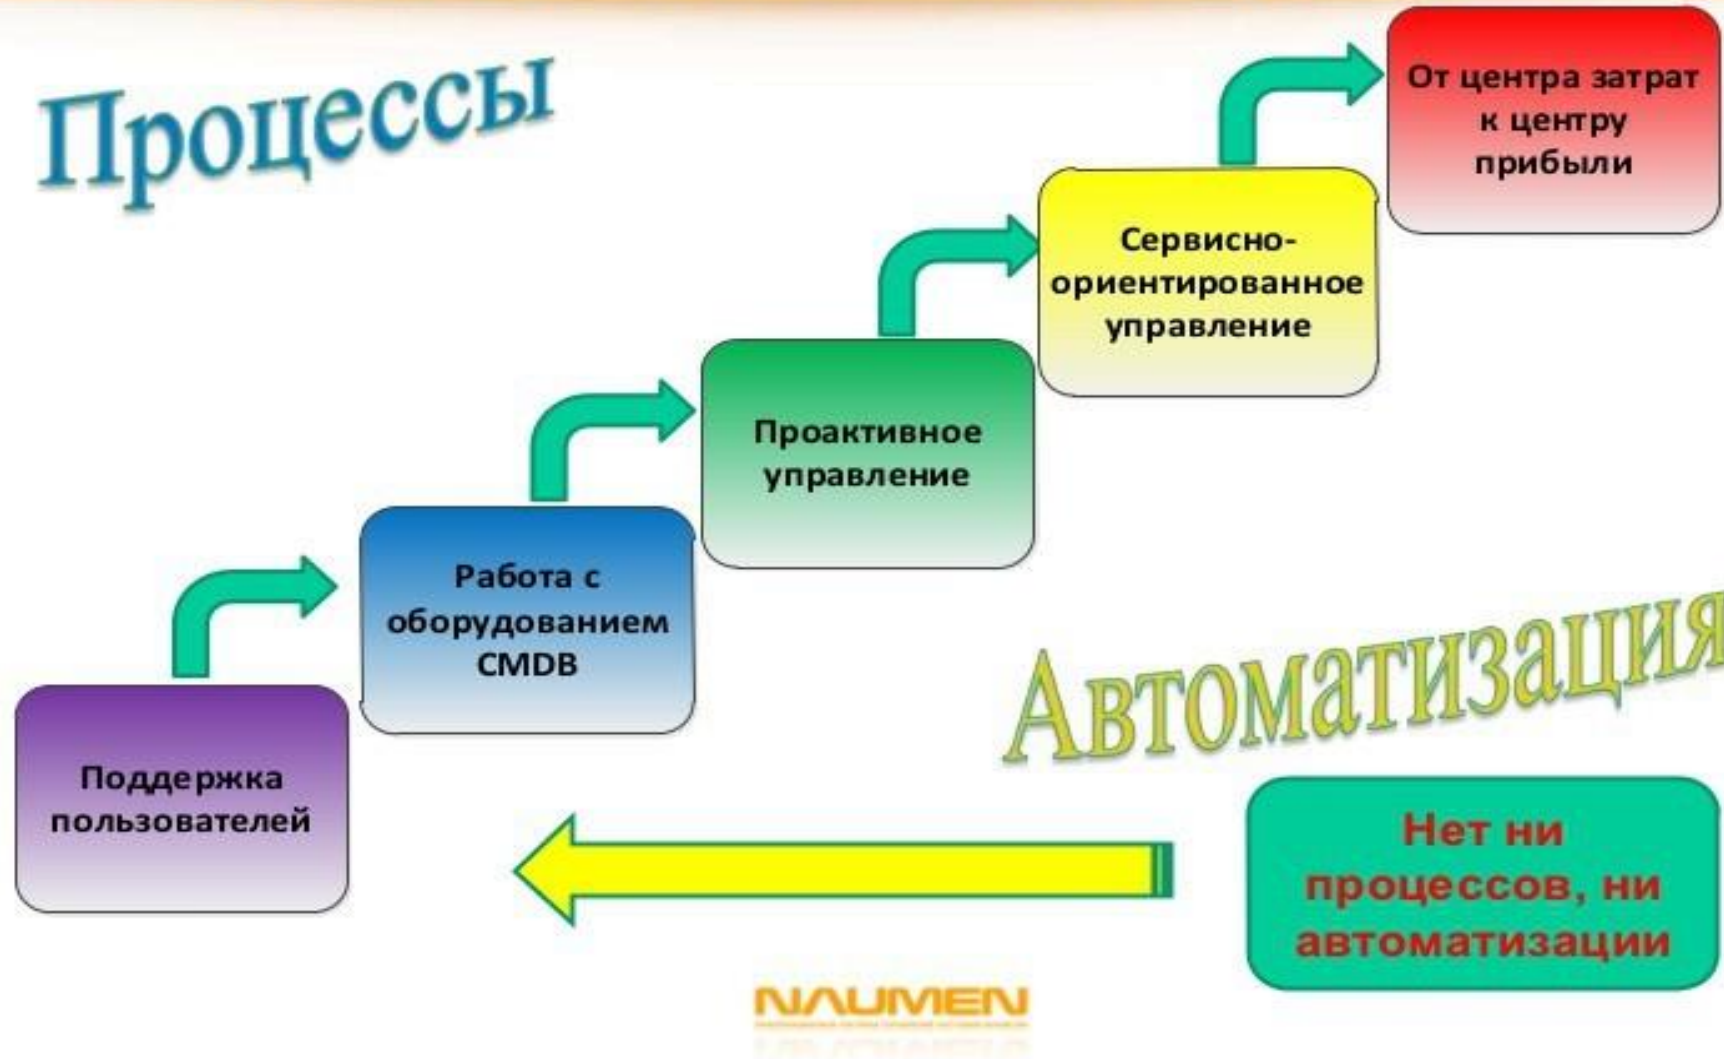 Процессы
От центра затрат
к центру
прибыли
Сервисно-
ориентированное
управление
Проактивное
управление
Работа с
оборудованием
CMDB
Поддержка
пользователей
Автоматизация
Нет ни
процессов, ни
автоматизации
NAUMEN